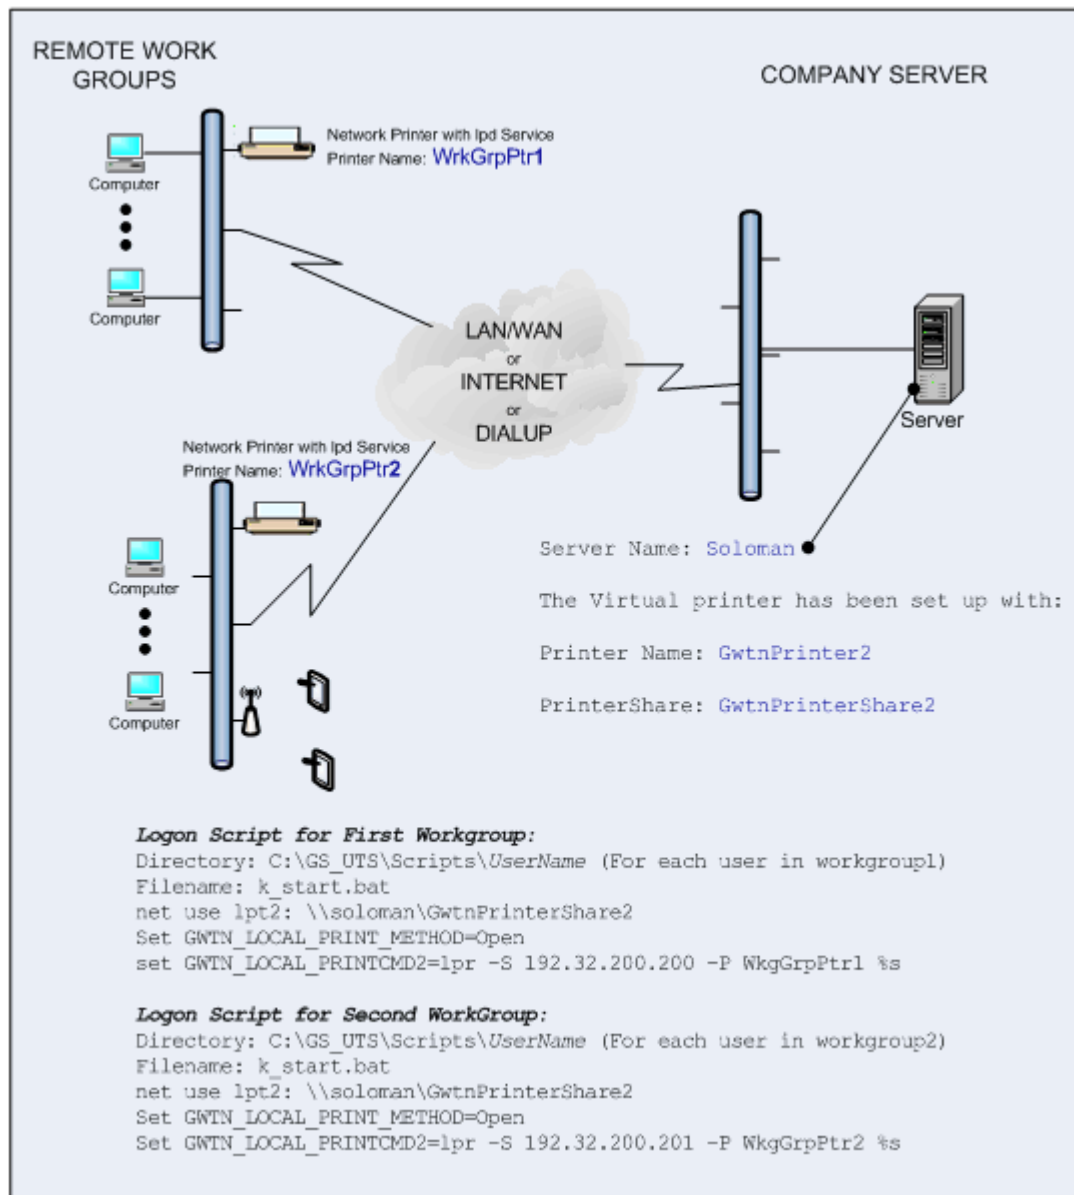 REMOTE WORK
GROUPS
COMPANY SERVER
Network Printer with lpd Service
Printer Name: WrkGrpPtr1
Computer
Computer
LAN/WAN
or
INTERNET
or
DIALUP
Server
Network Printer with lpd Service
Printer Name: WrkGrpPtr2
Computer
Computer
Server Name: Soloman
The Virtual printer has been set up with:
Printer Name: GwtnPrinter2
PrinterShare: GwtnPrinterShare2
Logon Script for First Workgroup:
Directory: C:\GS_UTS\Scripts\UserName (For each user in workgroup1)
Filename: k_start.bat
net use lpt2: \\soloman\GwtnPrinterShare2
Set GWTN_LOCAL_PRINT_METHOD=Open
set GWTN_LOCAL_PRINTCMD2=lpr -S 192.32.200.200 -P WkgGrpPtr1 %s
Logon Script for Second WorkGroup:
Directory: C:\GS_UTS\Scripts\UserName (For each user in workgroup2)
Filename: k_start.bat
net use lpt2: \\soloman\GwtnPrinterShare2
Set GWTN_LOCAL_PRINT_METHOD=Open
Set GWTN_LOCAL_PRINTCMD2=lpr -S 192.32.200.201 -P WkgGrpPtr2 %s